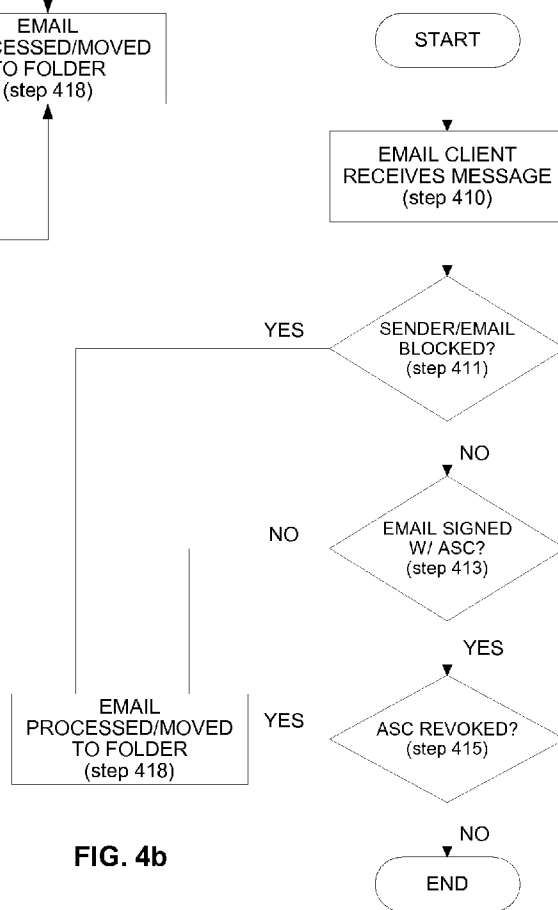 EMAIL
CESSED/MOVED
O FOLDER
(step 418)
START
EMAIL CLIENT
RECEIVES MESSAGE
(step 410)
YES
SENDER/EMAIL
BLOCKED?
(step 411)
NO
NO
EMAIL SIGNED
W/ ASC?
(step 413)
YES
EMAIL
PROCESSED/MOVED
TO FOLDER
(step 418)
YES
ASC REVOKED?
(step 415)
NO
FIG. 4b
END